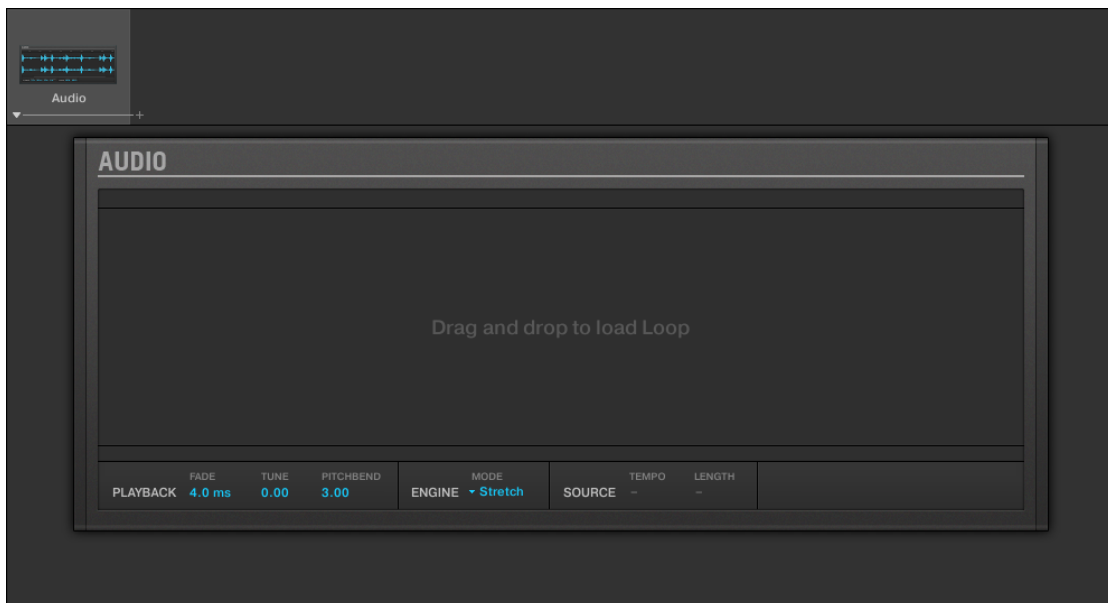 Audio
AUDIO
Drag and drop to load Loop
FADE TUNE PITCHBEND MODE TEMPO LENGTH
PLAYBACK 4.0 ms 0.00 3.00 ENGINE Stretch SOURCE – –